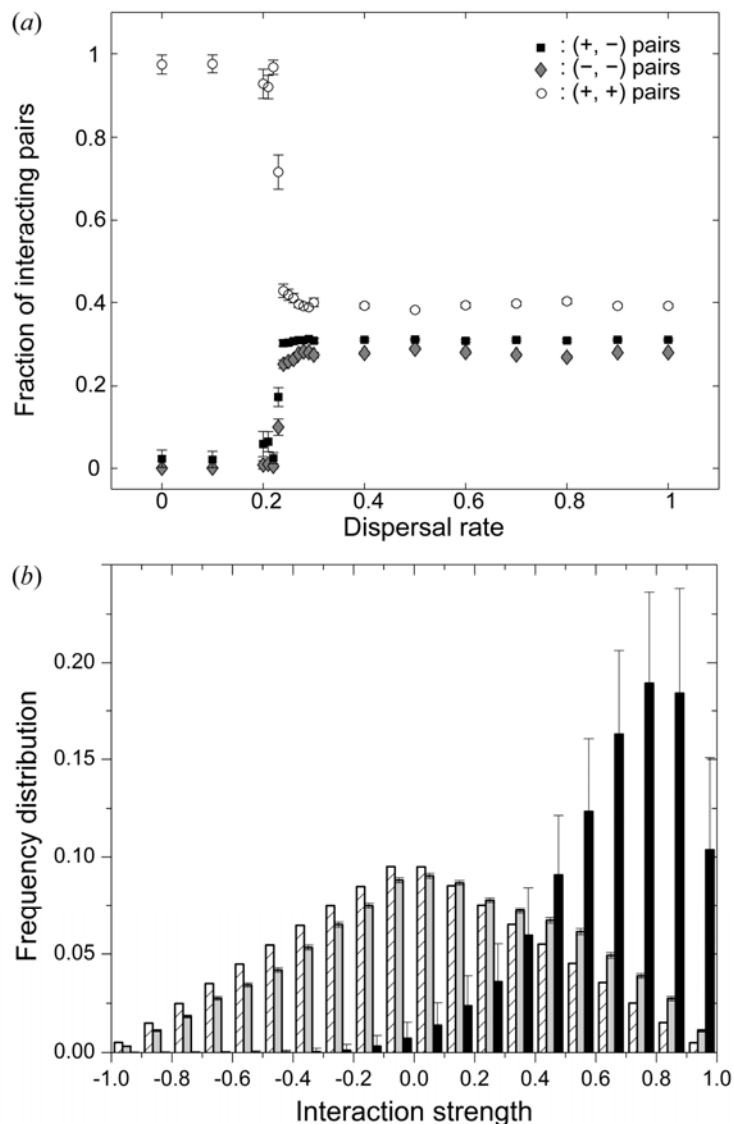 (a)
: (+, −) pairs
: (−, −) pairs
: (+, +) pairs
Fraction of interacting pairs
1
0.8
0.6
0.4
0.2
0
0 0.2 0.4 0.6 0.8 1
Dispersal rate
(b)
Frequency distribution
0.20
0.15
0.10
0.05
0.00
-1.0 -0.8 -0.6 -0.4 -0.2 0.0 0.2 0.4 0.6 0.8 1.0
Interaction strength